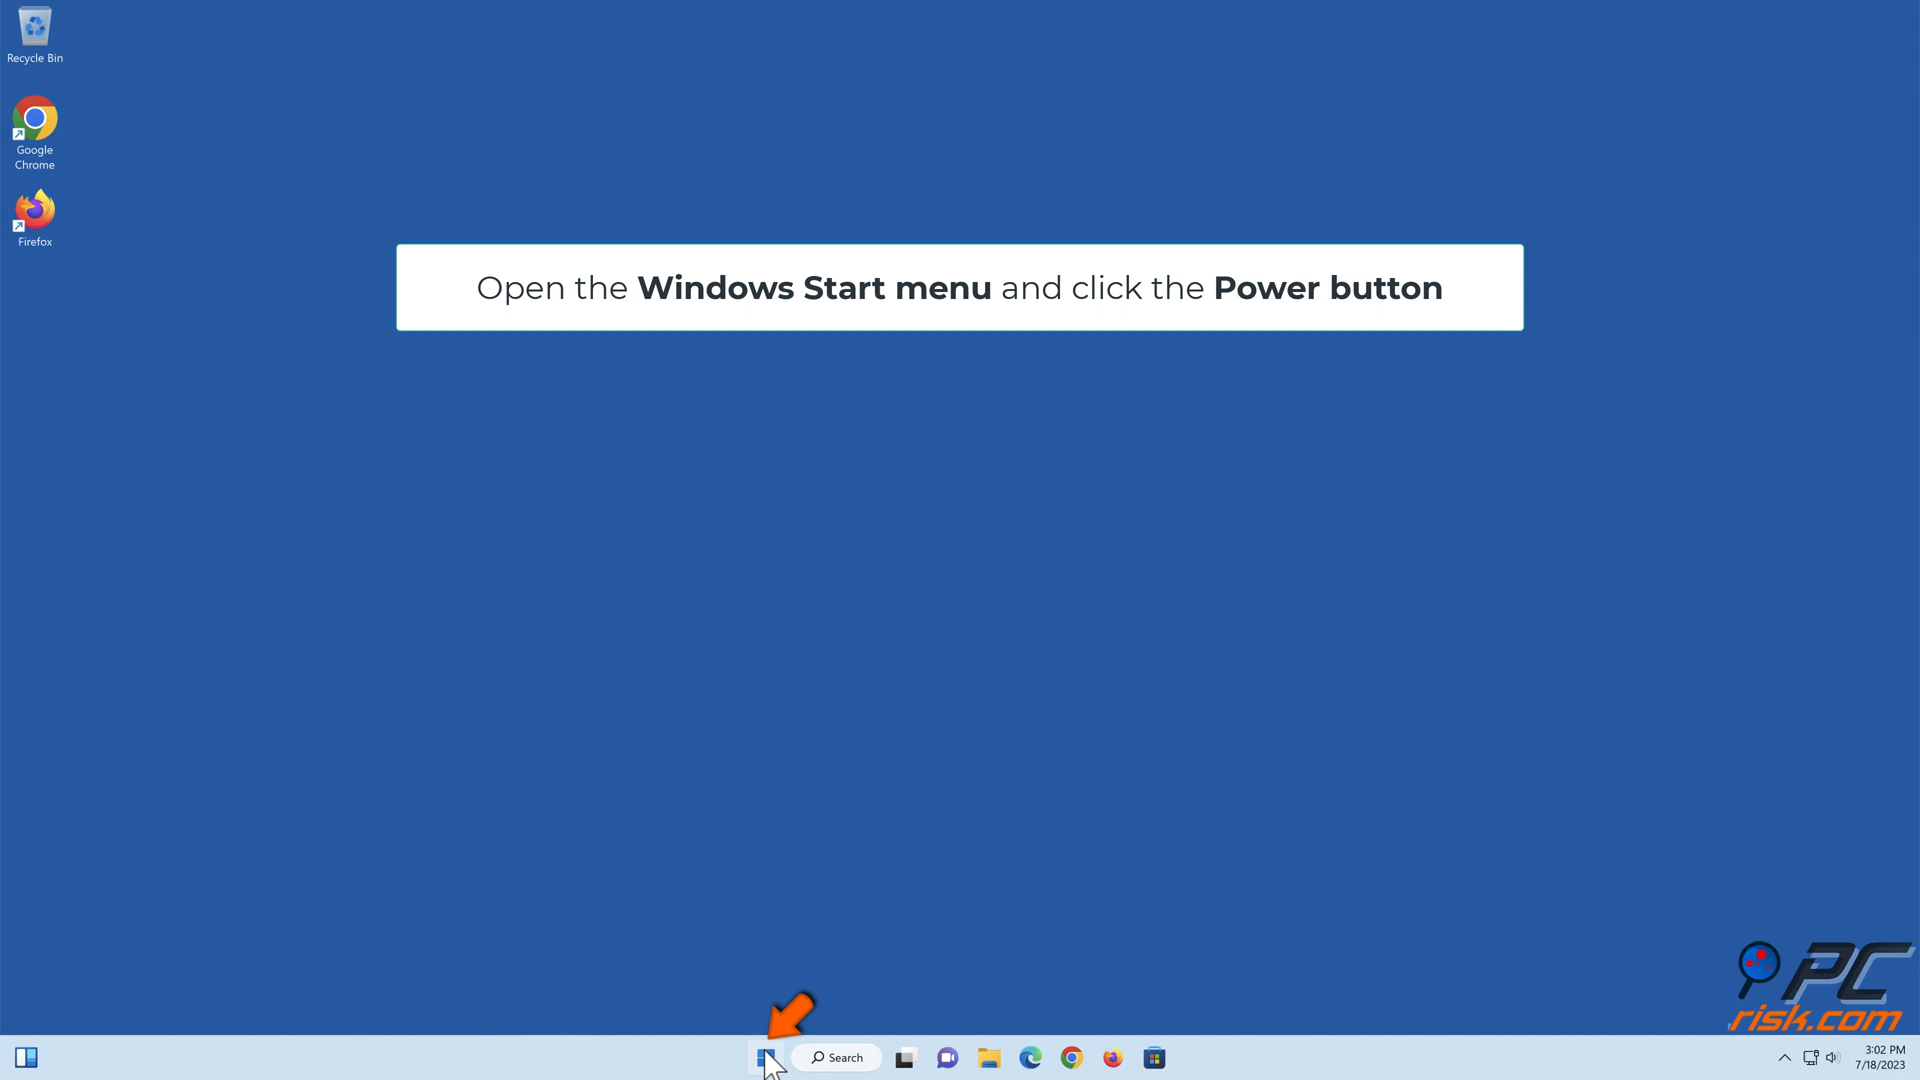 Recycle Bin
Google
Chrome
Firefox
Open the Windows Start menu and click the Power button
PC
risk.com
Search
3:02 PM
7/18/2023